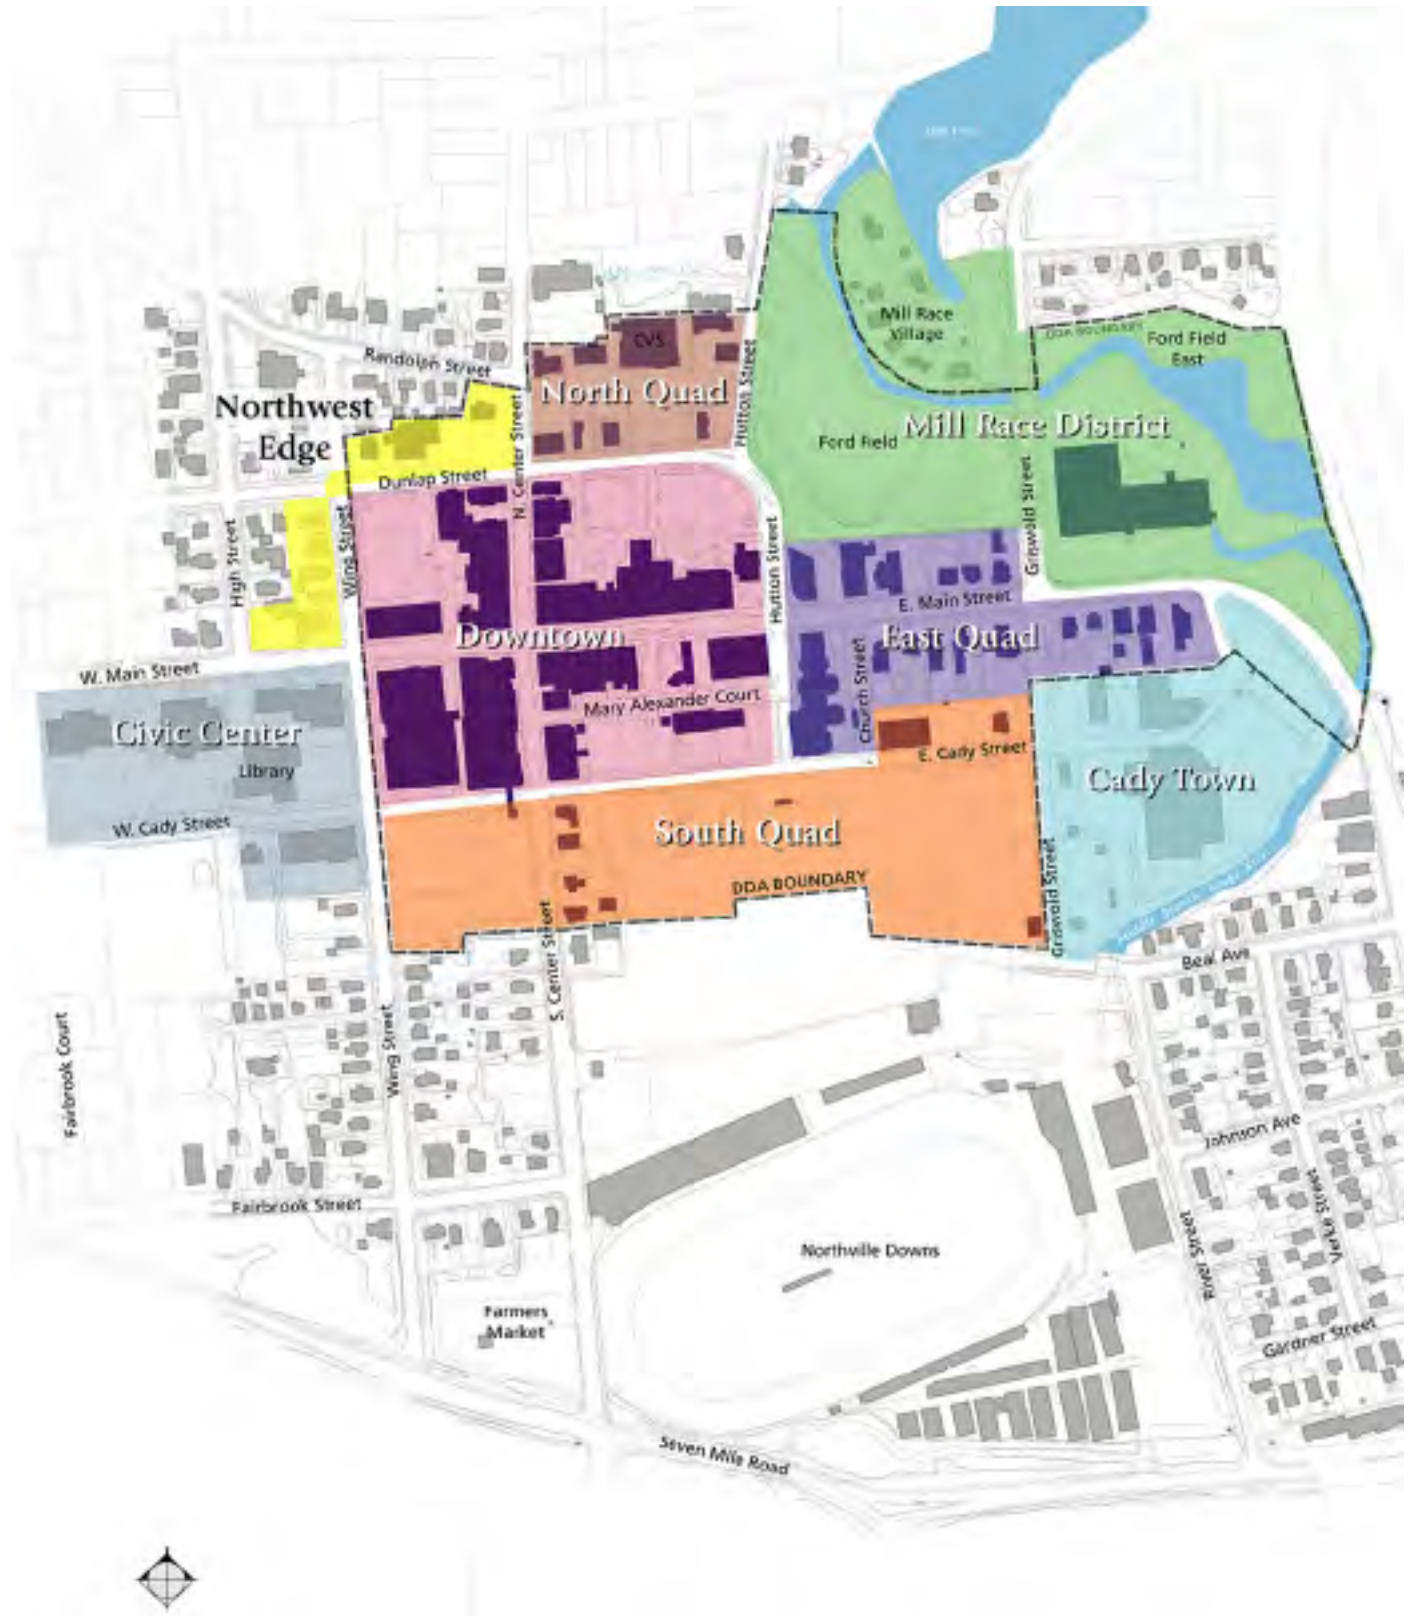 Mill Race
Village
DDA BOUNDARY
Ford Field
East
CVS
Randolph Street
North Quad
Hutton Street
Northwest
Edge
N. Center Street
Mill Race District
Ford Field
Dunlap Street
Griswold Street
High Street
Wing Street
Hutton Street
E. Main Street
Downtown
East Quad
W. Main Street
Church Street
Mary Alexander Court
Civic Center
E. Cady Street
Library
Cady Town
W. Cady Street
South Quad
DDA BOUNDARY
Griswold Street
S. Center Street
Beal Ave
Wing Street
Fairbrook Court
Johnson Ave
Fairbrook Street
River Street
Northville Downs
Farmers
Market
Gardner Street
Seven Mile Road